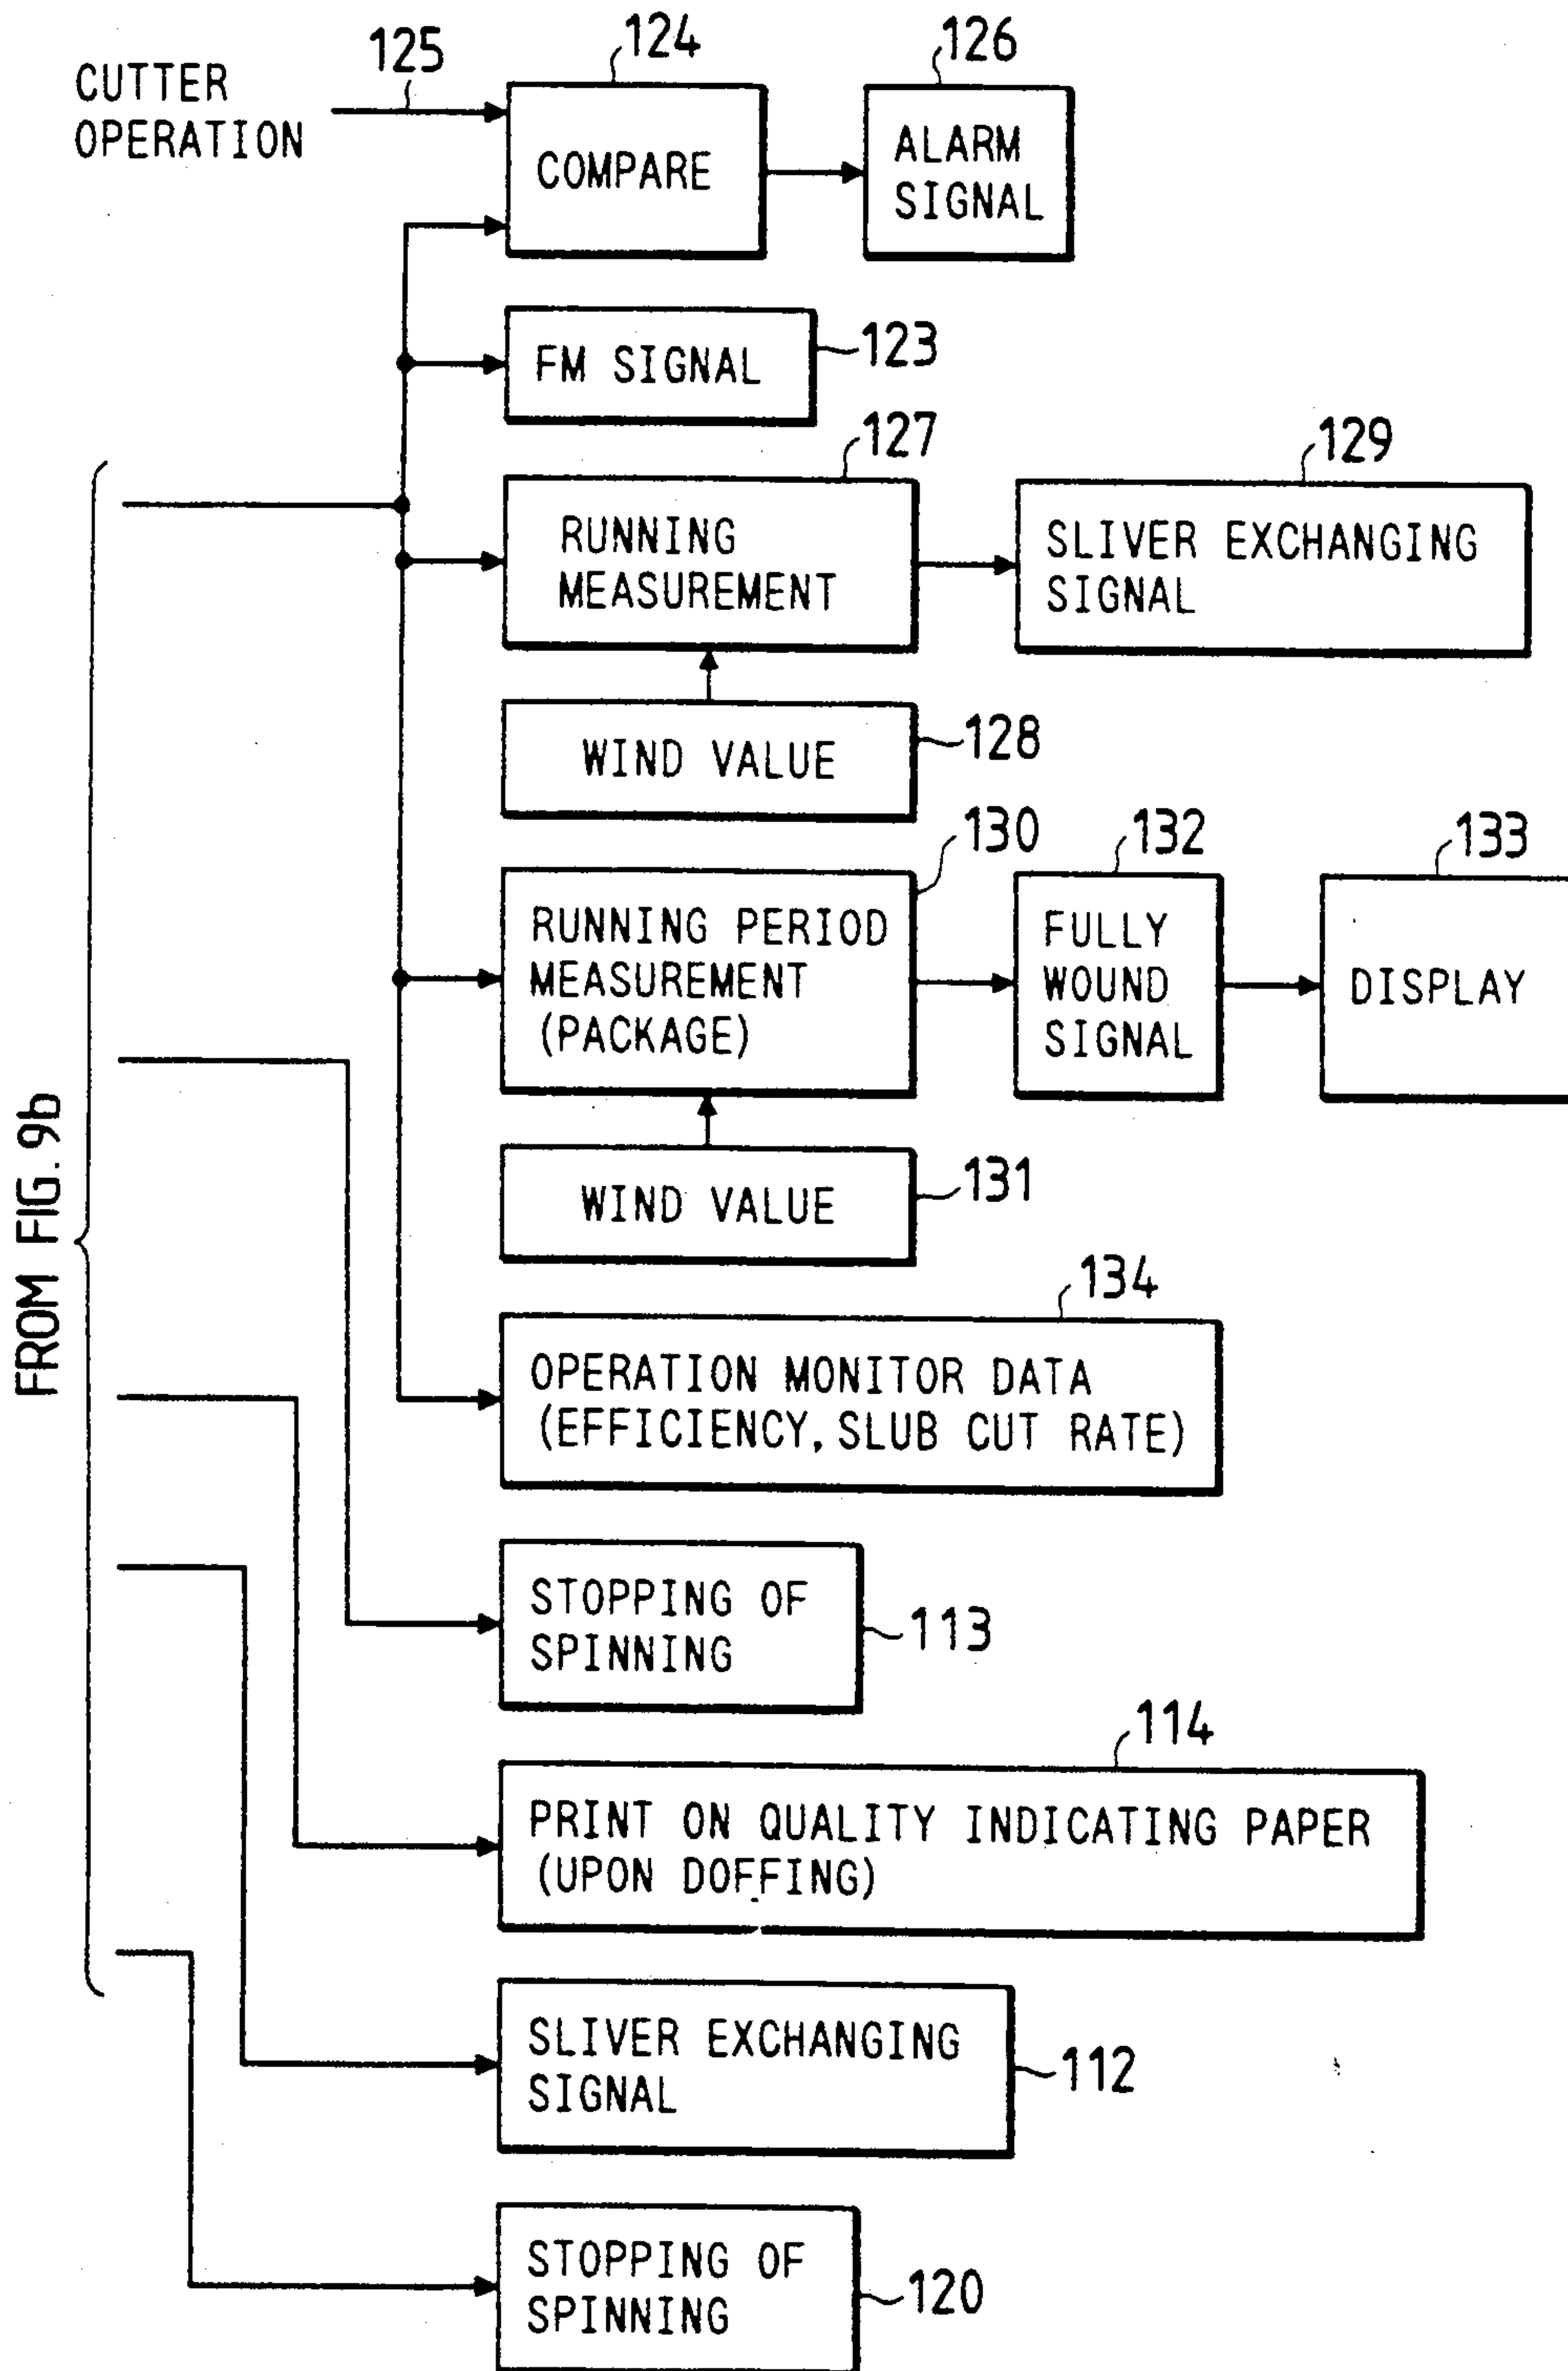 CUTTER
OPERATION
125
124
COMPARE
126
ALARM
SIGNAL
FM SIGNAL
123
127
RUNNING
MEASUREMENT
129
SLIVER EXCHANGING
SIGNAL
WIND VALUE
128
130
RUNNING PERIOD
MEASUREMENT
(PACKAGE)
132
FULLY
WOUND
SIGNAL
133
DISPLAY
WIND VALUE
131
FROM FIG. 9b
134
OPERATION MONITOR DATA
(EFFICIENCY, SLUB CUT RATE)
STOPPING OF
SPINNING
113
114
PRINT ON QUALITY INDICATING PAPER
(UPON DOFFING)
SLIVER EXCHANGING
SIGNAL
112
STOPPING OF
SPINNING
120